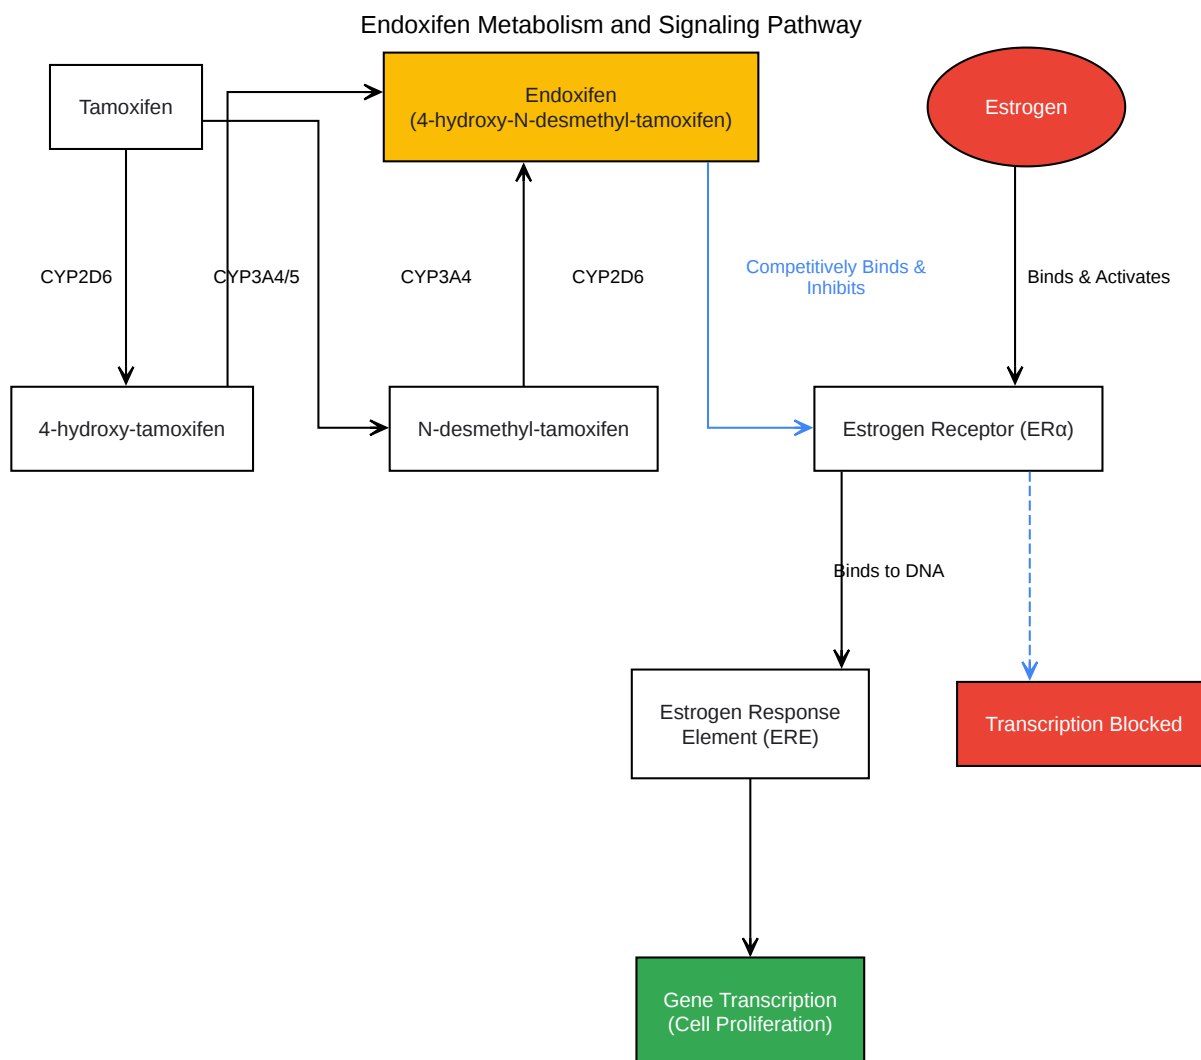 Endoxifen Metabolism and Signaling Pathway
Tamoxifen
Endoxifen
(4-hydroxy-N-desmethyl-tamoxifen)
Estrogen
CYP2D6
CYP3A4/5
CYP3A4
CYP2D6
Competitively Binds &
Inhibits
Binds & Activates
4-hydroxy-tamoxifen
N-desmethyl-tamoxifen
Estrogen Receptor (ERα)
Binds to DNA
Estrogen Response
Element (ERE)
Transcription Blocked
Gene Transcription
(Cell Proliferation)